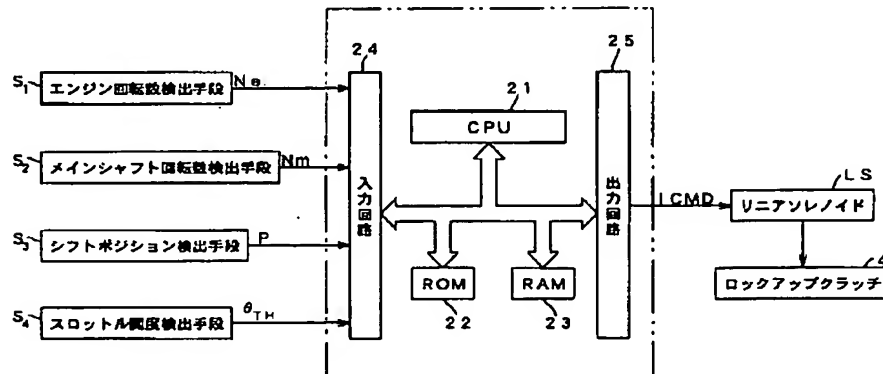 24
25
S1 エンジン回転数検出手段 Ne
21
CPU
S2 メインシャフト回転数検出手段 Nm
入力回路
出力回路
ICMD
LS
リニアソレノイド
S3 シフトポジション検出手段 P
ROM
22
RAM
23
4
ロックアップクラッチ
S4 スロットル開度検出手段 θTH